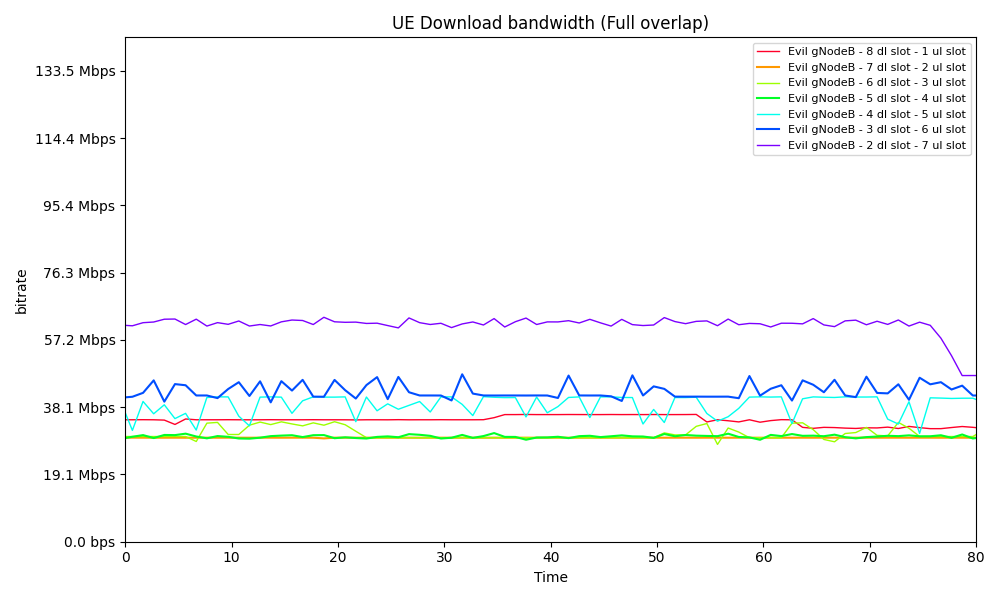 UE Download bandwidth (Full overlap)
Evil gNodeB - 8 dl slot - 1 ul slot
Evil gNodeB - 7 dl slot - 2 ul slot
Evil gNodeB - 6 dl slot - 3 ul slot
Evil gNodeB - 5 dl slot - 4 ul slot
Evil gNodeB - 4 dl slot - 5 ul slot
Evil gNodeB - 3 dl slot - 6 ul slot
Evil gNodeB - 2 dl slot - 7 ul slot
133.5 Mbps
114.4 Mbps
95.4 Mbps
76.3 Mbps
57.2 Mbps
38.1 Mbps
19.1 Mbps
0.0 bps
bitrate
0 10 20 30 40 50 60 70 80
Time